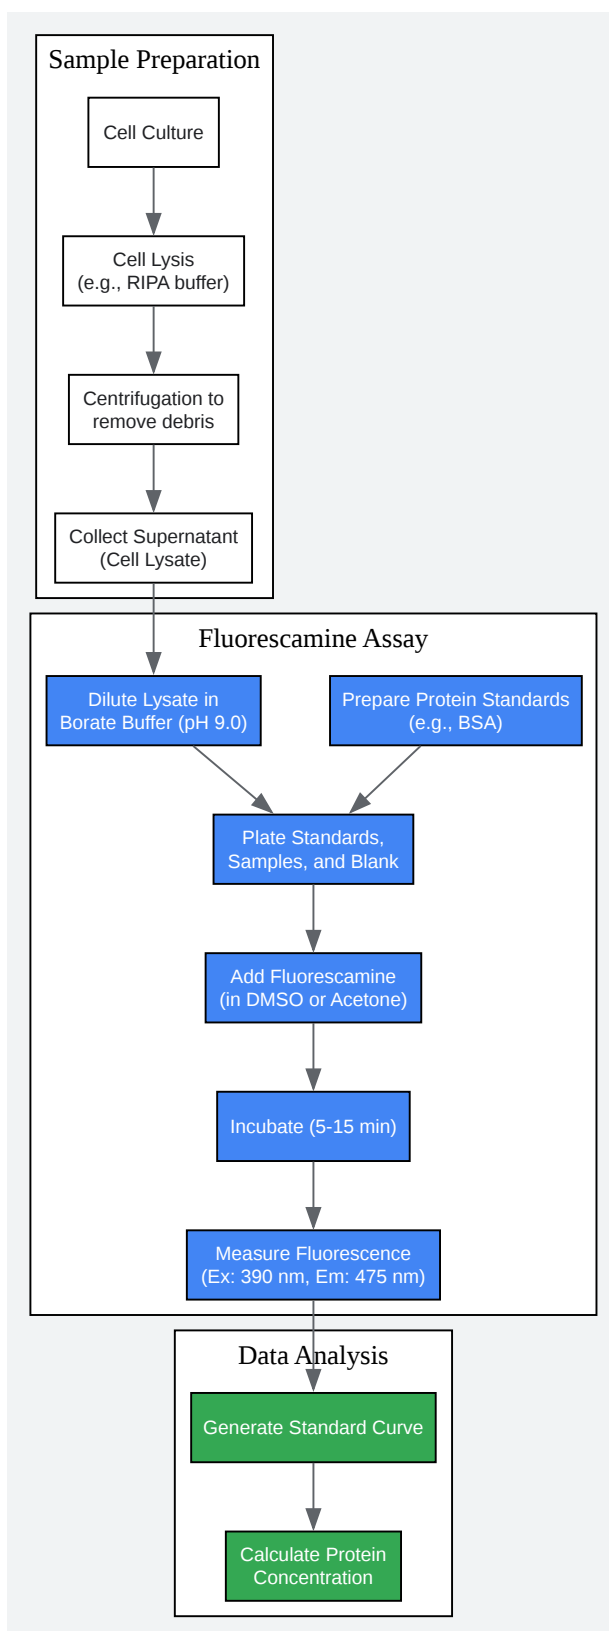 Sample Preparation
Cell Culture
Cell Lysis
(e.g., RIPA buffer)
Centrifugation to
remove debris
Collect Supernatant
(Cell Lysate)
Fluorescamine Assay
Dilute Lysate in
Borate Buffer (pH 9.0)
Prepare Protein Standards
(e.g., BSA)
Plate Standards,
Samples, and Blank
Add Fluorescamine
(in DMSO or Acetone)
Incubate (5-15 min)
Measure Fluorescence
(Ex: 390 nm, Em: 475 nm)
Data Analysis
Generate Standard Curve
Calculate Protein
Concentration